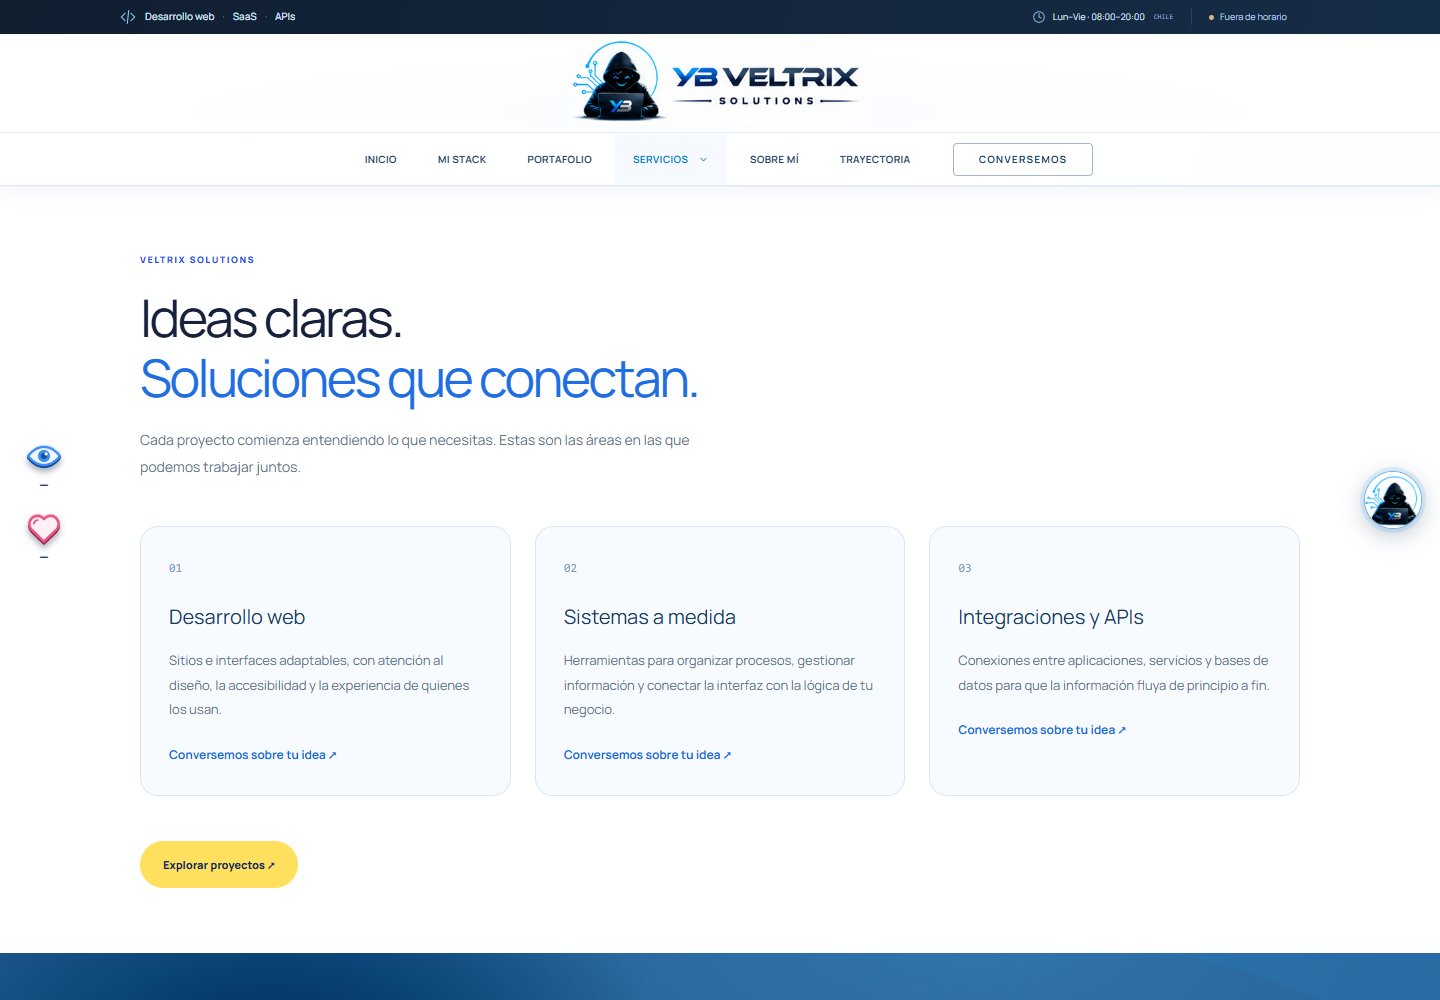 Desarrollo web · SaaS · APIs
Lun–Vie · 08:00–20:00 CHILE
Fuera de horario
YB VELTRIX
SOLUTIONS
YB
INICIO
MI STACK
PORTAFOLIO
SERVICIOS
SOBRE MÍ
TRAYECTORIA
CONVERSEMOS
VELTRIX SOLUTIONS
Ideas claras.
Soluciones que conectan.
Cada proyecto comienza entendiendo lo que necesitas. Estas son las áreas en las que
podemos trabajar juntos.
–
–
YB
01
Desarrollo web
Sitios e interfaces adaptables, con atención al
diseño, la accesibilidad y la experiencia de quienes
los usan.
Conversemos sobre tu idea ↗
02
Sistemas a medida
Herramientas para organizar procesos, gestionar
información y conectar la interfaz con la lógica de tu
negocio.
Conversemos sobre tu idea ↗
03
Integraciones y APIs
Conexiones entre aplicaciones, servicios y bases de
datos para que la información fluya de principio a fin.
Conversemos sobre tu idea ↗
Explorar proyectos ↗